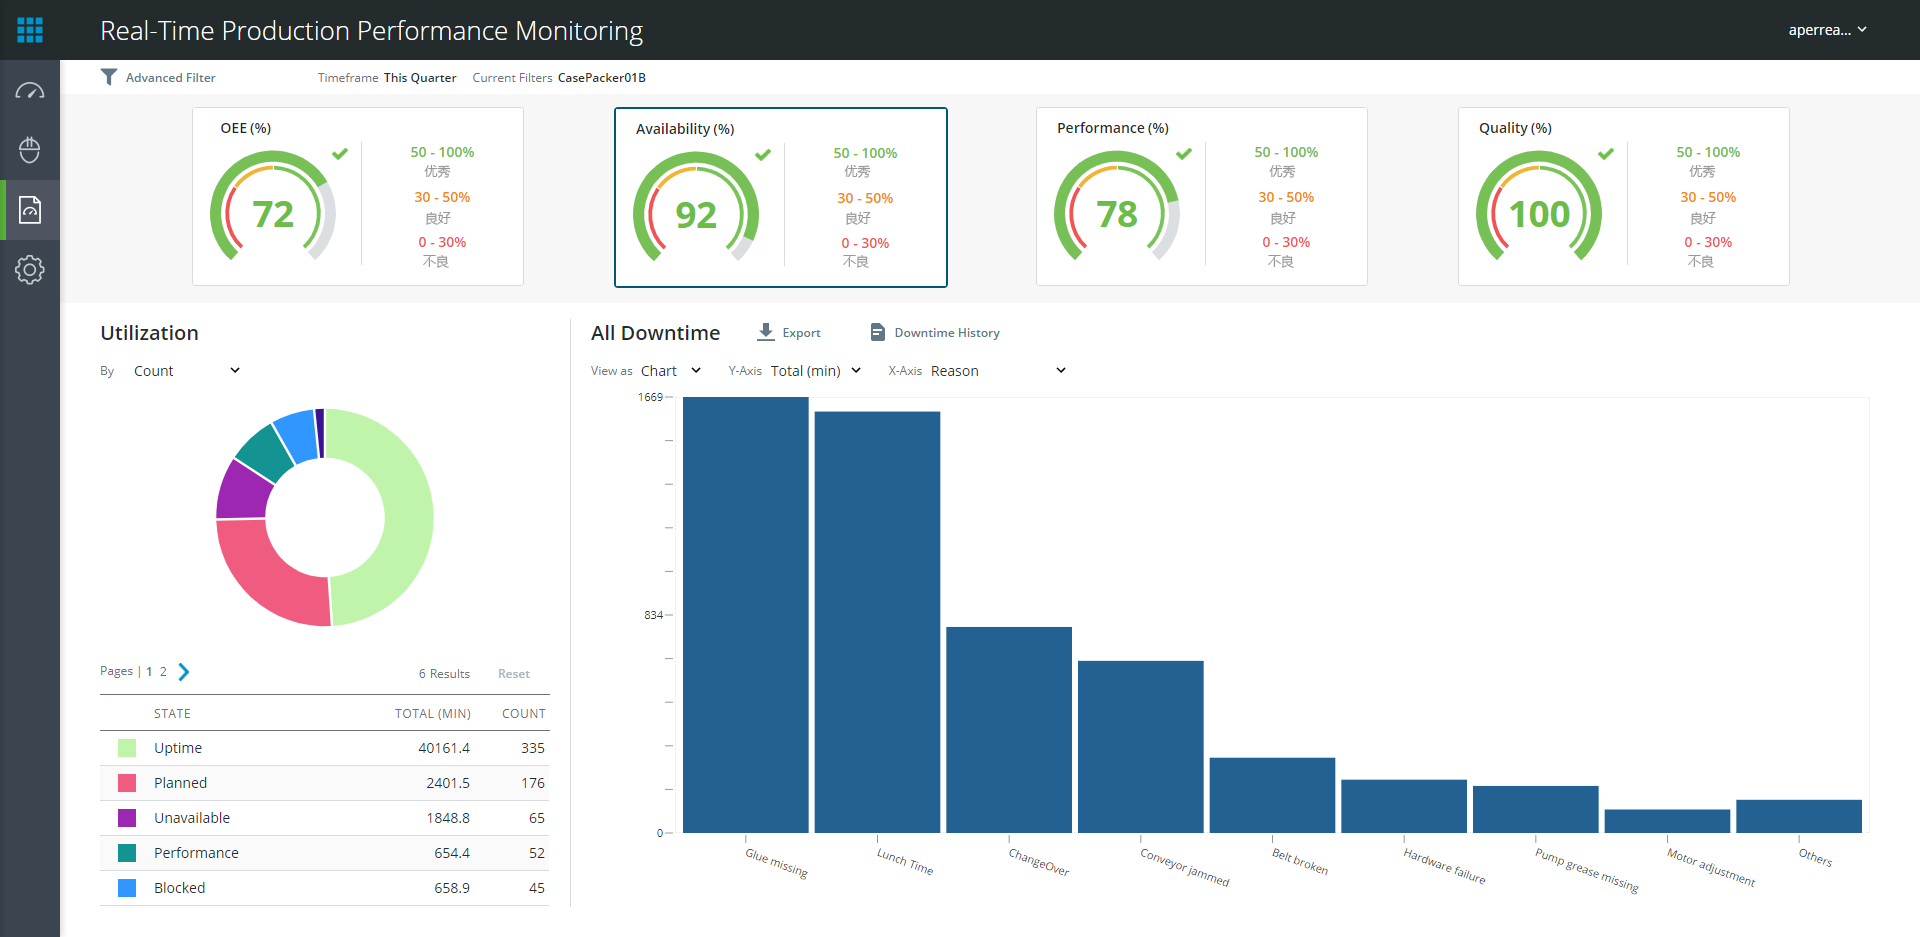 Real-Time Production Performance Monitoring
aperrea...
Advanced Filter
Timeframe This Quarter Current Filters CasePacker01B
OEE (%)
72
50 - 100%
优秀
30 - 50%
良好
0 - 30%
不良
Availability (%)
92
50 - 100%
优秀
30 - 50%
良好
0 - 30%
不良
Performance (%)
78
50 - 100%
优秀
30 - 50%
良好
0 - 30%
不良
Quality (%)
100
50 - 100%
优秀
30 - 50%
良好
0 - 30%
不良
Utilization
By Count
Pages | 1 2
6 Results Reset
STATE TOTAL (MIN) COUNT
Uptime 40161.4 335
Planned 2401.5 176
Unavailable 1848.8 65
Performance 654.4 52
Blocked 658.9 45
All Downtime Export Downtime History
View as Chart Y-Axis Total (min) X-Axis Reason
1669
834
0
Glue missing
Lunch Time
ChangeOver
Conveyor jammed
Belt broken
Hardware failure
Pump grease missing
Motor adjustment
Others